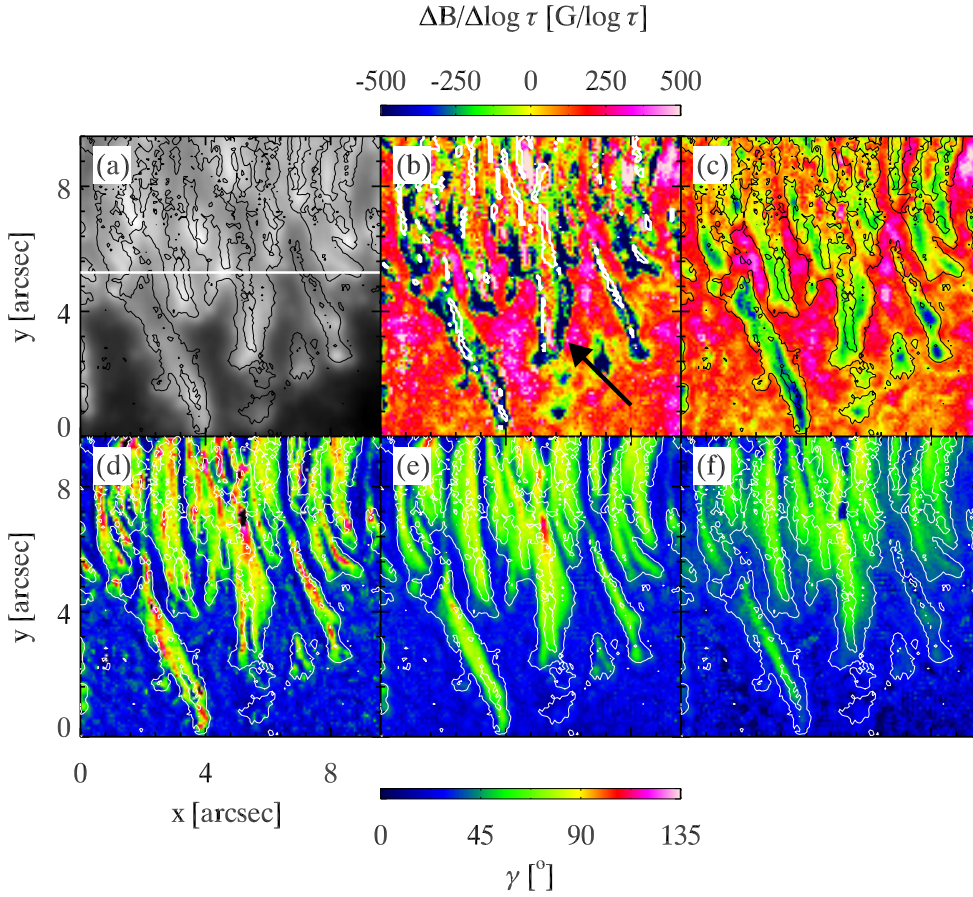 ΔB/Δlog τ [G/log τ]
-500 -250 0 250 500
(a) (b) (c)
8
4
0
y [arcsec]
(d) (e) (f)
8
4
0
y [arcsec]
0 4 8
x [arcsec]
0 45 90 135
γ [°]